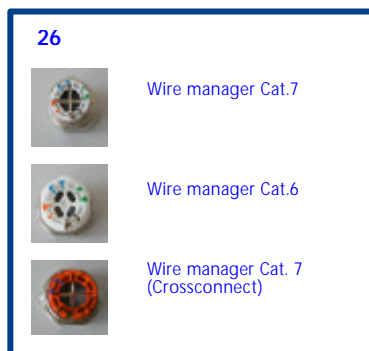 26
Wire manager Cat.7
Wire manager Cat.6
Wire manager Cat. 7
(Crossconnect)